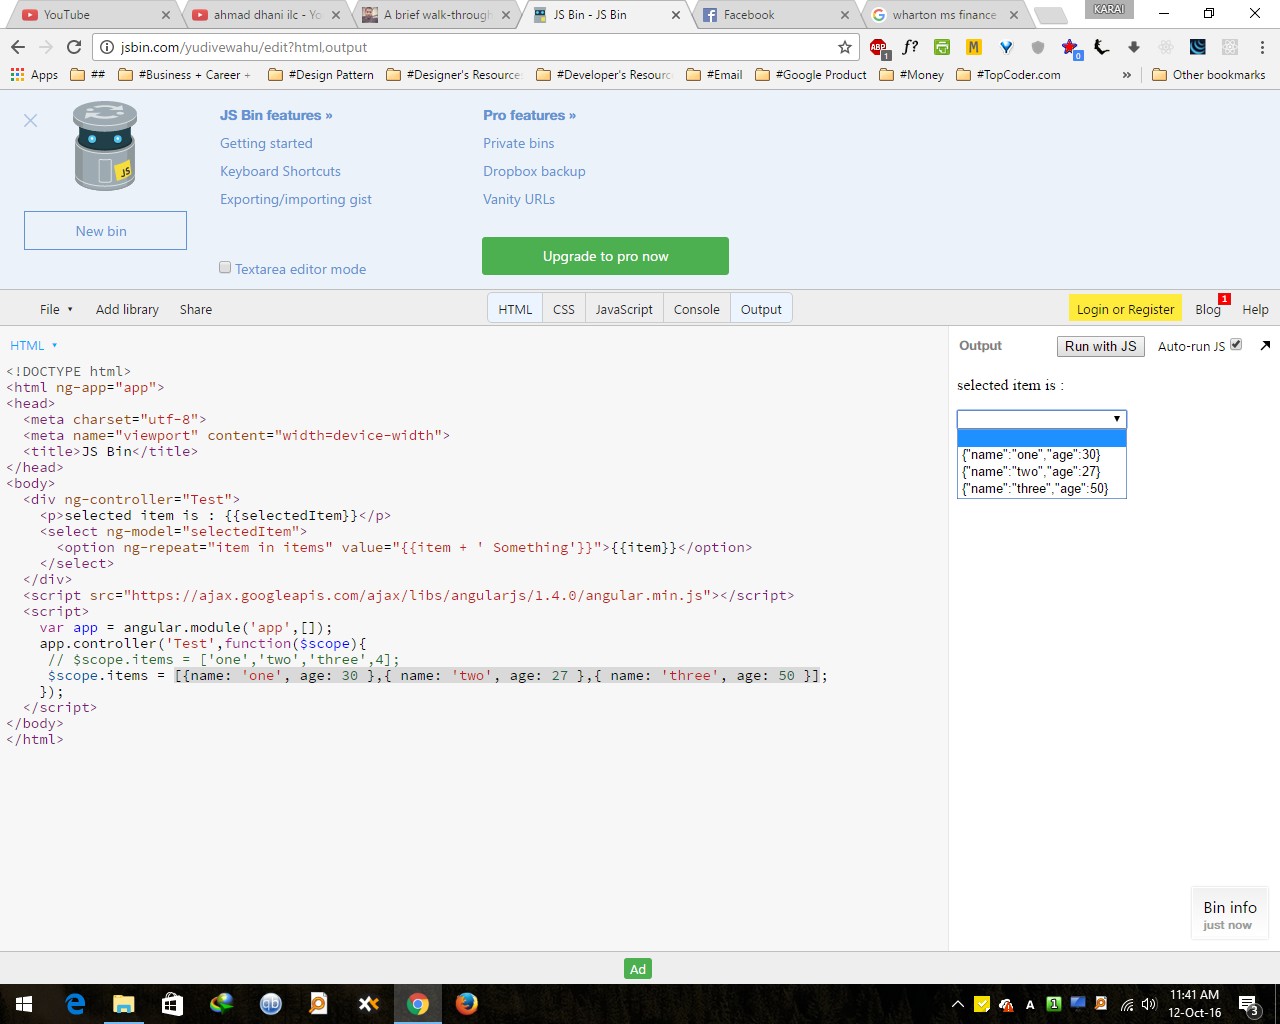 YouTube
ahmad dhani ilc - Yo
A brief walk-through
JS Bin - JS Bin
Facebook
wharton ms finance
KARAI
jsbin.com/yudivewahu/edit?html,output
ABP 1 f? M 0
Apps ## #Business + Career + #Design Pattern #Designer's Resource #Developer's Resourc #Email #Google Product #Money #TopCoder.com » Other bookmarks
JS
New bin
JS Bin features »
Getting started
Keyboard Shortcuts
Exporting/importing gist
Textarea editor mode
Pro features »
Private bins
Dropbox backup
Vanity URLs
Upgrade to pro now
File Add library Share HTML CSS JavaScript Console Output Login or Register Blog 1 Help
HTML
<!DOCTYPE html>
<html ng-app="app">
<head>
  <meta charset="utf-8">
  <meta name="viewport" content="width=device-width">
  <title>JS Bin</title>
</head>
<body>
  <div ng-controller="Test">
    <p>selected item is : {{selectedItem}}</p>
    <select ng-model="selectedItem">
      <option ng-repeat="item in items" value="{{item + ' Something'}}">{{item}}</option>
    </select>
  </div>
  <script src="https://ajax.googleapis.com/ajax/libs/angularjs/1.4.0/angular.min.js"></script>
  <script>
    var app = angular.module('app',[]);
    app.controller('Test',function($scope){
     // $scope.items = ['one','two','three',4];
     $scope.items = [{name: 'one', age: 30 },{ name: 'two', age: 27 },{ name: 'three', age: 50 }];
    });
  </script>
</body>
</html>
Output Run with JS Auto-run JS
selected item is :
{"name":"one","age":30}
{"name":"two","age":27}
{"name":"three","age":50}
Bin info
just now
Ad
qb
A 1
11:41 AM
12-Oct-16
3